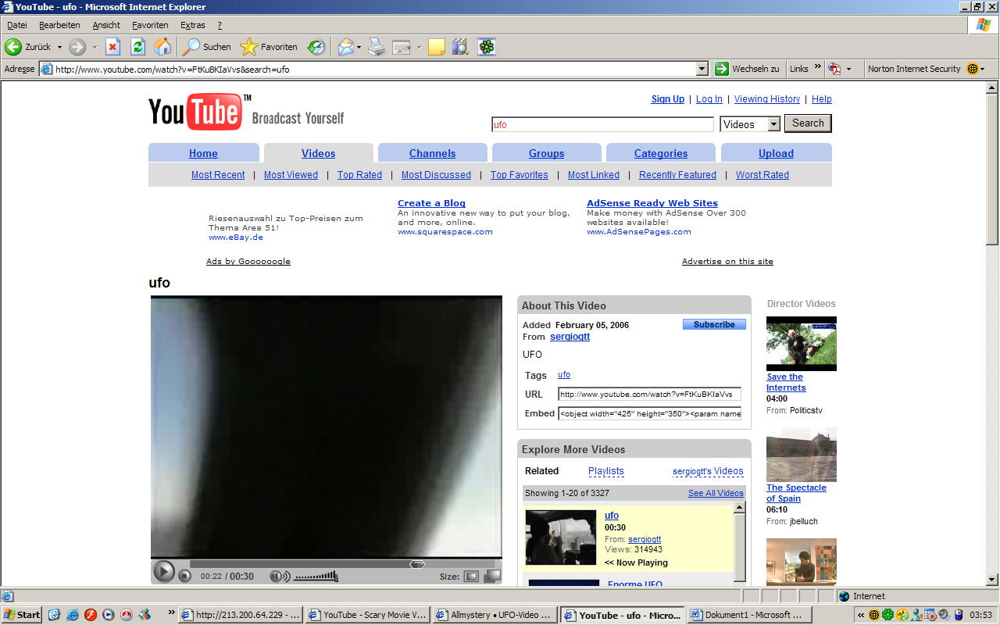 YouTube - ufo - Microsoft Internet Explorer
Datei Bearbeiten Ansicht Favoriten Extras ?
Zurück Suchen Favoriten
Adresse http://www.youtube.com/watch?v=FtKuBKIaVvs&search=ufo Wechseln zu Links » Norton Internet Security
YouTube™ Broadcast Yourself
Sign Up | Log In | Viewing History | Help
ufo Videos Search
Home Videos Channels Groups Categories Upload
Most Recent | Most Viewed | Top Rated | Most Discussed | Top Favorites | Most Linked | Recently Featured | Worst Rated
Riesenauswahl zu Top-Preisen zum
Thema Area 51!
www.eBay.de
Create a Blog
An innovative new way to put your blog,
and more, online.
www.squarespace.com
AdSense Ready Web Sites
Make money with AdSense Over 300
websites available!
www.AdSensePages.com
Ads by Goooooogle
Advertise on this site
ufo
00:22 / 00:30 Size:
About This Video
Added February 05, 2006 Subscribe
From sergiogtt
UFO
Tags ufo
URL http://www.youtube.com/watch?v=FtKuBKIaVvs
Embed <object width="425" height="350"><param name
Explore More Videos
Related Playlists sergiogtt's Videos
Showing 1-20 of 3327 See All Videos
ufo
00:30
From: sergiogtt
Views: 314943
<< Now Playing
Enorme UFO
Director Videos
Save the
Internets
04:00
From: Politicstv
The Spectacle
of Spain
06:10
From: jbelluch
Internet
Start » http://213.200.64.229 - ... YouTube - Scary Movie V... Allmystery • UFO-Video ... YouTube - ufo - Micro... Dokument1 - Microsoft ... « 03:53